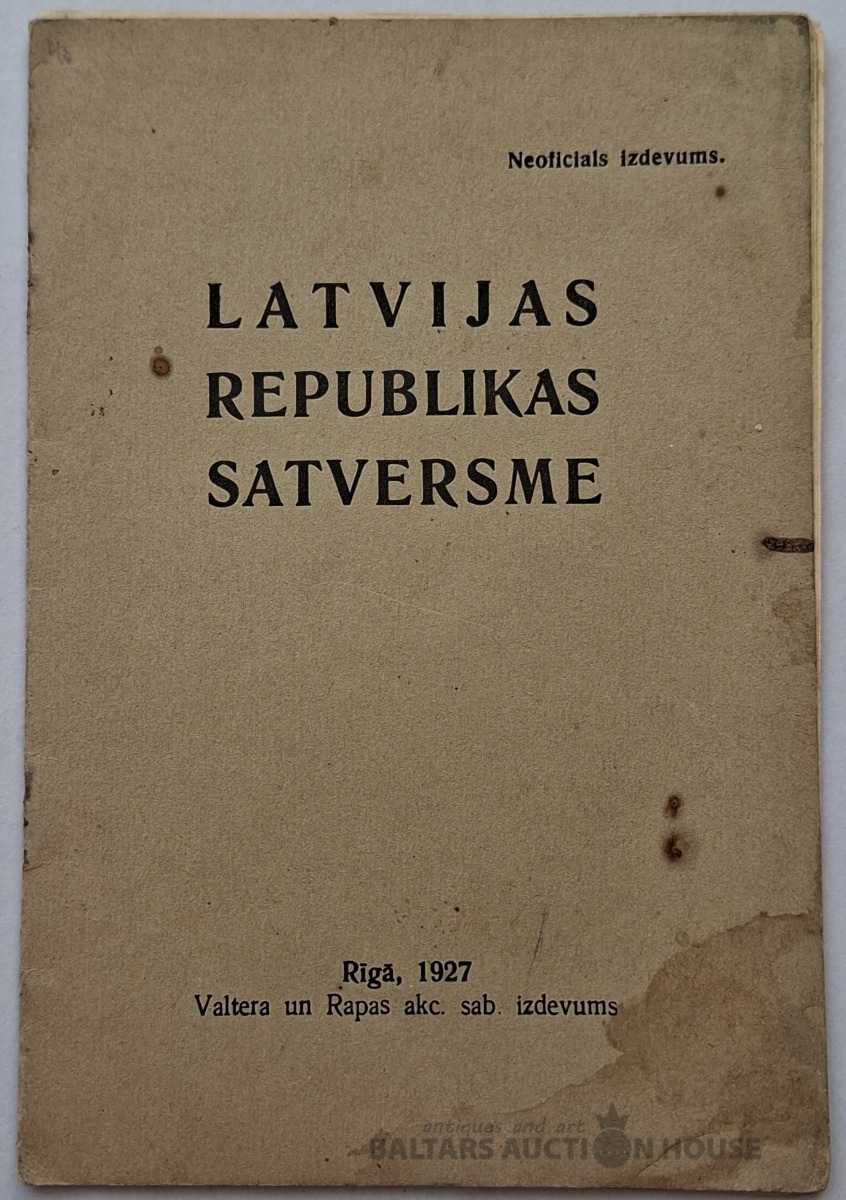 Neoficials izdevums.
LATVIJAS
REPUBLIKAS
SATVERSME
Rīgā, 1927
Valtera un Rapas akc. sab. izdevums
antiques and art
BALTARS AUCTION HOUSE